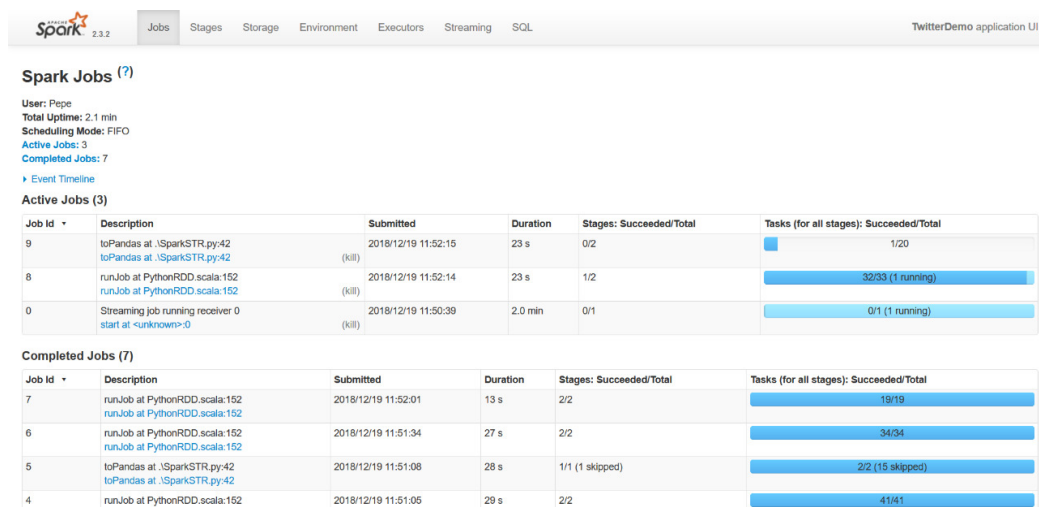 APACHE
Spark 2.3.2 Jobs Stages Storage Environment Executors Streaming SQL TwitterDemo application UI
Spark Jobs (?)
User: Pepe
Total Uptime: 2.1 min
Scheduling Mode: FIFO
Active Jobs: 3
Completed Jobs: 7
Event Timeline
Active Jobs (3)
Job Id Description Submitted Duration Stages: Succeeded/Total Tasks (for all stages): Succeeded/Total
9 toPandas at .\SparkSTR.py:42 2018/12/19 11:52:15 23 s 0/2 1/20
toPandas at .\SparkSTR.py:42 (kill)
8 runJob at PythonRDD.scala:152 2018/12/19 11:52:14 23 s 1/2 32/33 (1 running)
runJob at PythonRDD.scala:152 (kill)
0 Streaming job running receiver 0 2018/12/19 11:50:39 2.0 min 0/1 0/1 (1 running)
start at <unknown>:0 (kill)
Completed Jobs (7)
Job Id Description Submitted Duration Stages: Succeeded/Total Tasks (for all stages): Succeeded/Total
7 runJob at PythonRDD.scala:152 2018/12/19 11:52:01 13 s 2/2 19/19
runJob at PythonRDD.scala:152
6 runJob at PythonRDD.scala:152 2018/12/19 11:51:34 27 s 2/2 34/34
runJob at PythonRDD.scala:152
5 toPandas at .\SparkSTR.py:42 2018/12/19 11:51:08 28 s 1/1 (1 skipped) 2/2 (15 skipped)
toPandas at .\SparkSTR.py:42
4 runJob at PythonRDD.scala:152 2018/12/19 11:51:05 29 s 2/2 41/41